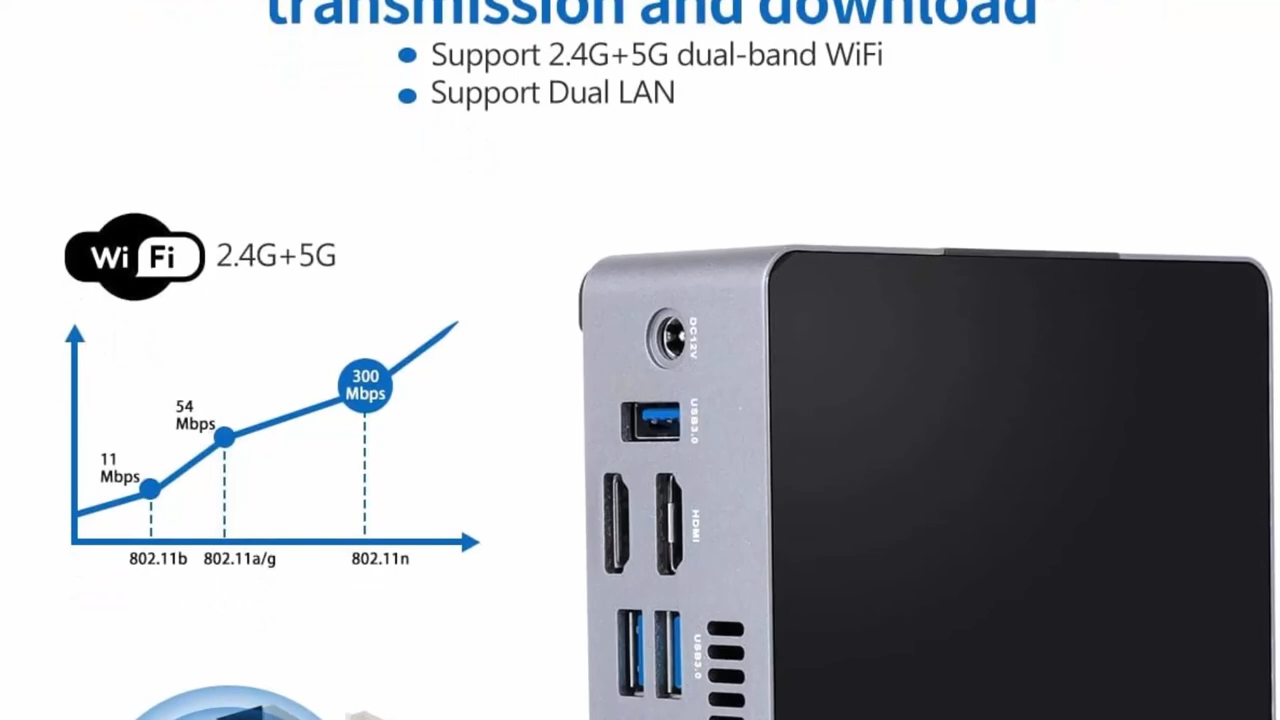 transmission and download
Support 2.4G+5G dual-band WiFi
Support Dual LAN
Wi Fi 2.4G+5G
300
Mbps
54
Mbps
11
Mbps
802.11b 802.11a/g 802.11n
DC12V
USB3.0
HDMI
USB3.0